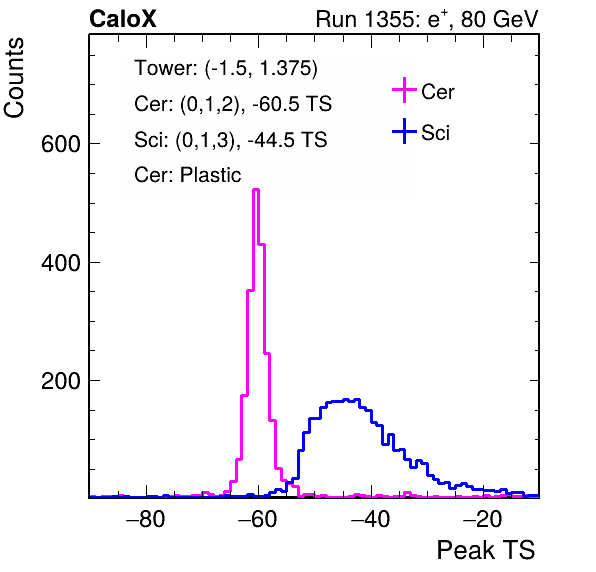 CaloX Run 1355: e⁺, 80 GeV
Counts
Tower: (-1.5, 1.375)
Cer: (0,1,2), -60.5 TS
Sci: (0,1,3), -44.5 TS
Cer: Plastic
Cer
Sci
600
400
200
−80 −60 −40 −20
Peak TS